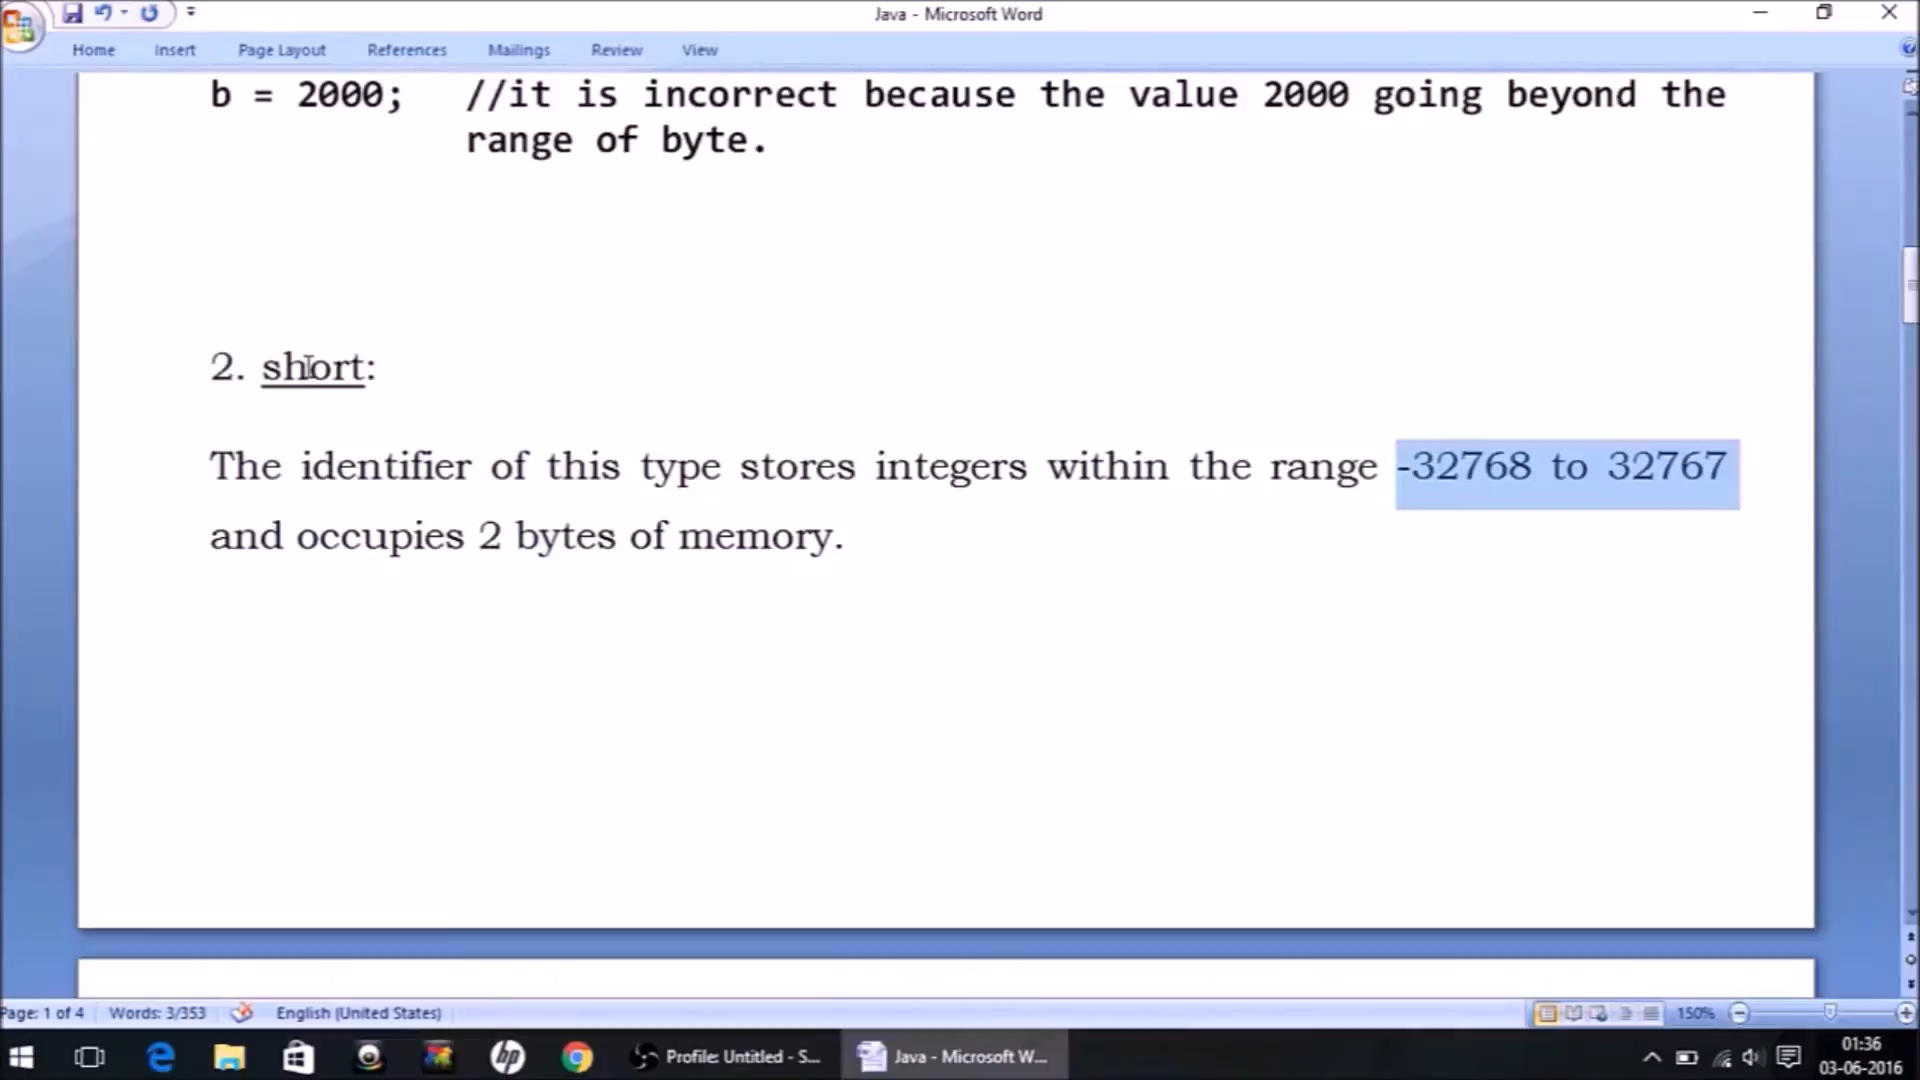 Java - Microsoft Word
Home Insert Page Layout References Mailings Review View
b = 2000; //it is incorrect because the value 2000 going beyond the
range of byte.
2. short:
The identifier of this type stores integers within the range -32768 to 32767
and occupies 2 bytes of memory.
Page: 1 of 4 Words: 3/353 English (United States) 150%
Profile: Untitled - S... Java - Microsoft W... 01:36
03-06-2016